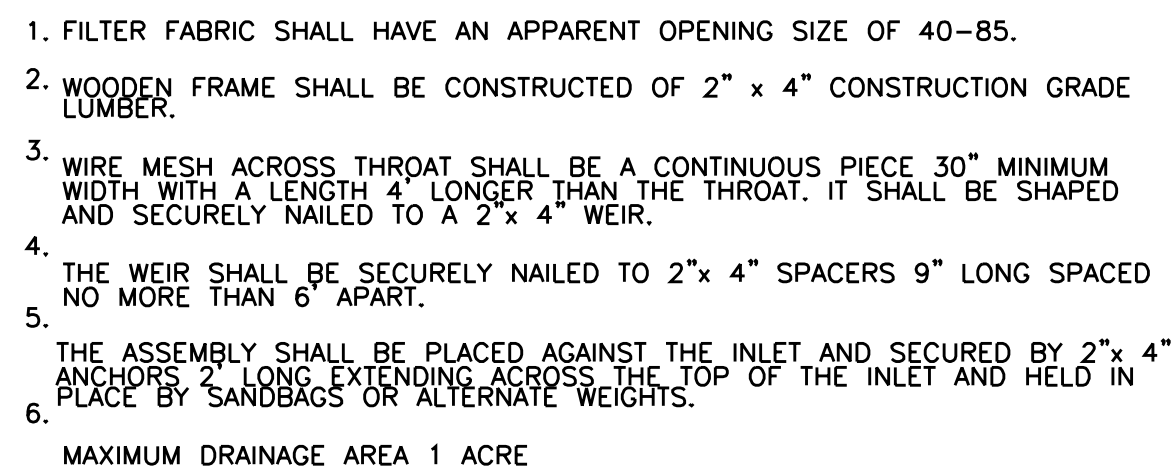 1. FILTER FABRIC SHALL HAVE AN APPARENT OPENING SIZE OF 40-85.
2. WOODEN FRAME SHALL BE CONSTRUCTED OF 2" x 4" CONSTRUCTION GRADE
LUMBER.
3. WIRE MESH ACROSS THROAT SHALL BE A CONTINUOUS PIECE 30" MINIMUM
WIDTH WITH A LENGTH 4' LONGER THAN THE THROAT. IT SHALL BE SHAPED
AND SECURELY NAILED TO A 2"x 4" WEIR.
4.
THE WEIR SHALL BE SECURELY NAILED TO 2"x 4" SPACERS 9" LONG SPACED
NO MORE THAN 6' APART.
5.
THE ASSEMBLY SHALL BE PLACED AGAINST THE INLET AND SECURED BY 2"x 4"
ANCHORS 2' LONG EXTENDING ACROSS THE TOP OF THE INLET AND HELD IN
PLACE BY SANDBAGS OR ALTERNATE WEIGHTS.
6.
MAXIMUM DRAINAGE AREA 1 ACRE